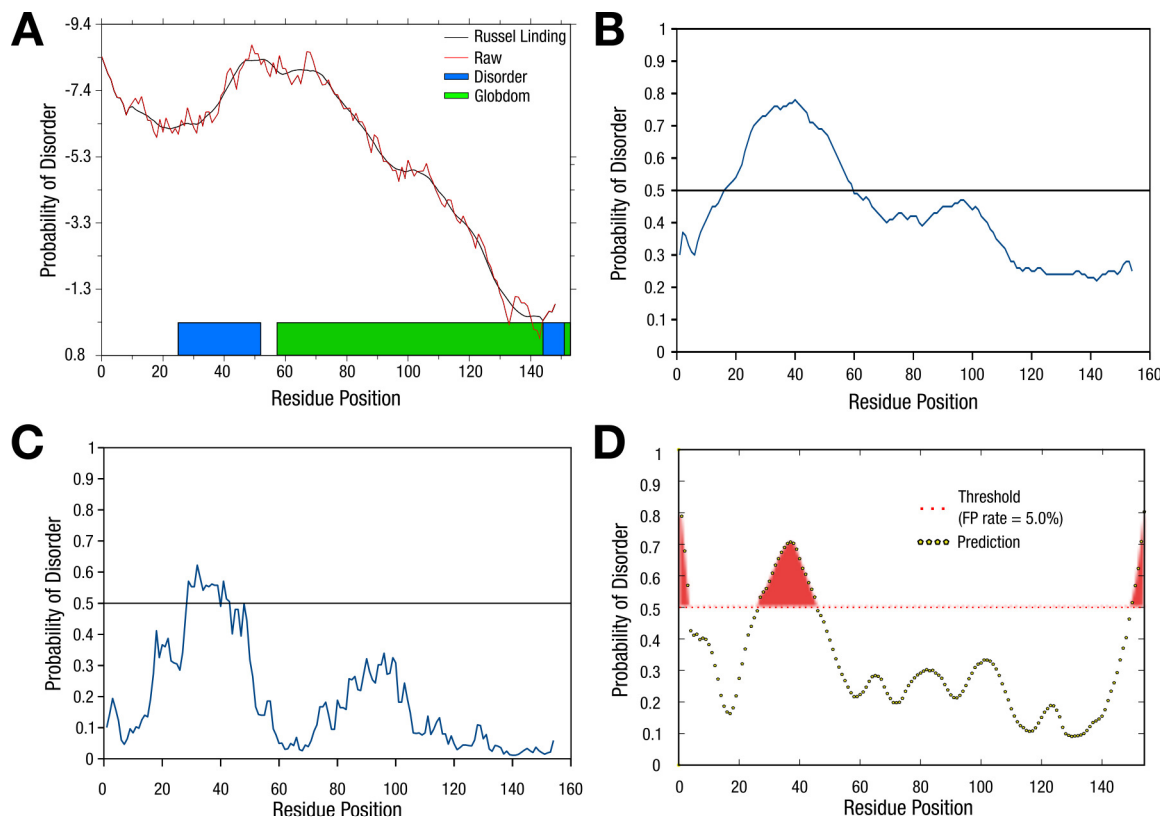 A
-9.4
-7.4
-5.3
-3.3
-1.3
0.8
Probability of Disorder
Russel Linding
Raw
Disorder
Globdom
0 20 40 60 80 100 120 140
Residue Position
B
1
0.9
0.8
0.7
0.6
0.5
0.4
0.3
0.2
0.1
0
Probability of Disorder
0 20 40 60 80 100 120 140 160
Residue Position
C
1
0.9
0.8
0.7
0.6
0.5
0.4
0.3
0.2
0.1
0
Probability of Disorder
0 20 40 60 80 100 120 140 160
Residue Position
D
1
0.9
0.8
0.7
0.6
0.5
0.4
0.3
0.2
0.1
0
Probability of Disorder
Threshold
(FP rate = 5.0%)
Prediction
0 20 40 60 80 100 120 140
Residue Position